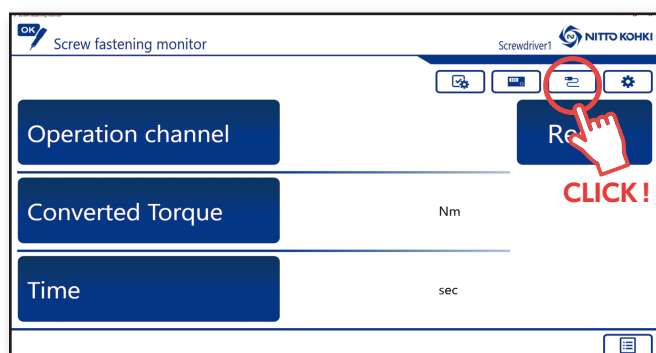 OK
Screw fastening monitor
Screwdriver1
NITTO KOHKI
Operation channel
Re
CLICK!
Converted Torque
Nm
Time
sec